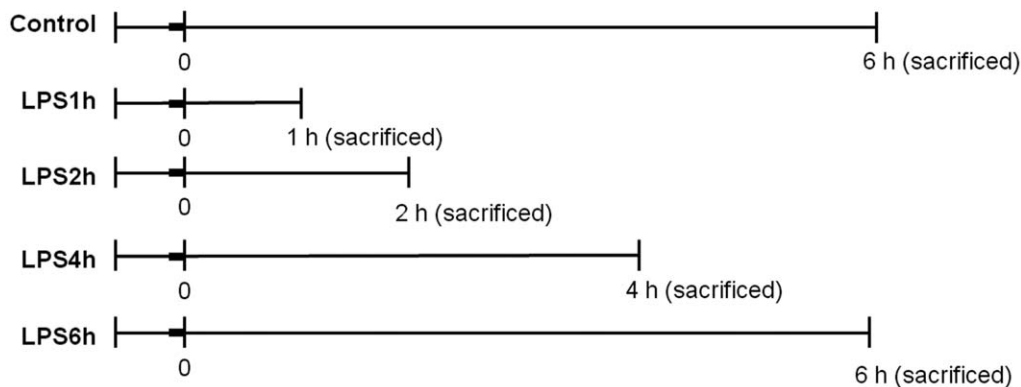 Control
0
6 h (sacrificed)
LPS1h
0
1 h (sacrificed)
LPS2h
0
2 h (sacrificed)
LPS4h
0
4 h (sacrificed)
LPS6h
0
6 h (sacrificed)